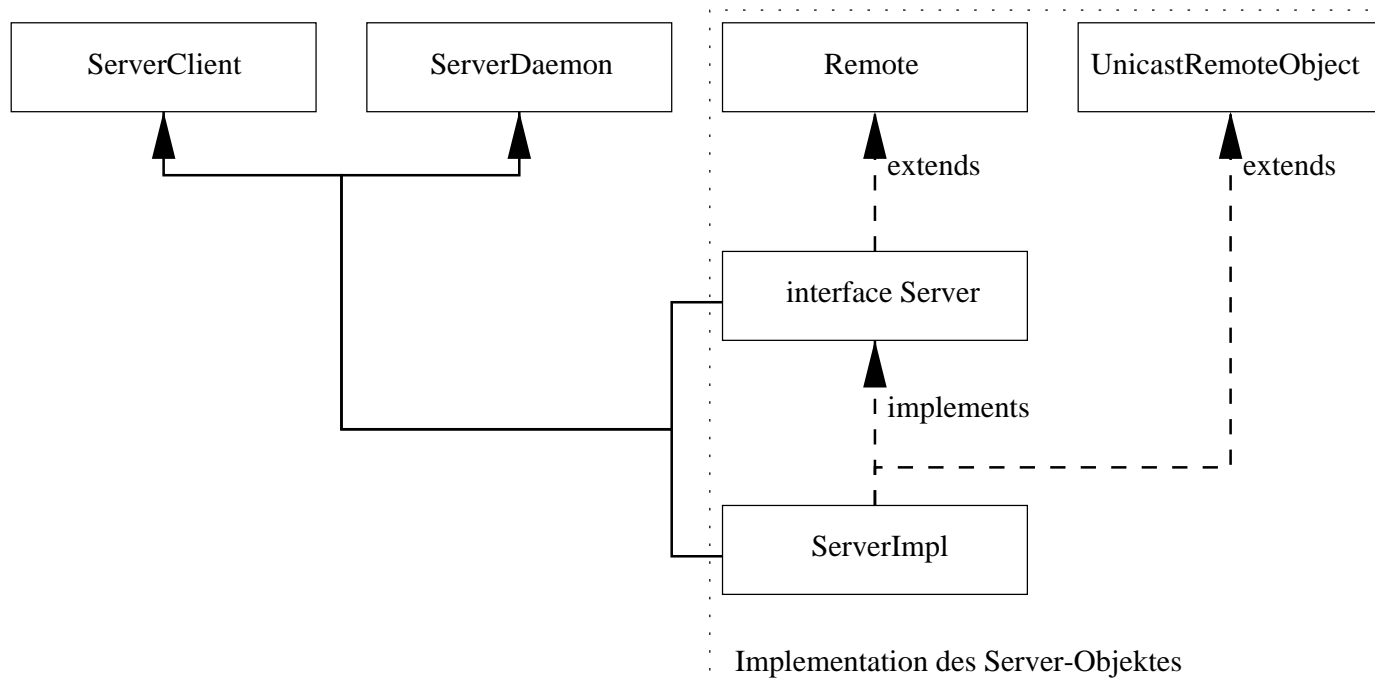 ServerClient
ServerDaemon
Remote
UnicastRemoteObject
extends
extends
interface Server
implements
ServerImpl
Implementation des Server-Objektes